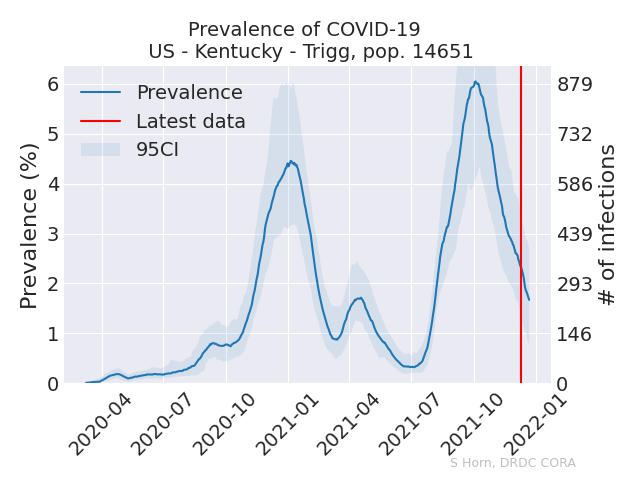 Prevalence of COVID-19
US - Kentucky - Trigg, pop. 14651
Prevalence
Latest data
95CI
Prevalence (%)
6
5
4
3
2
1
0
879
732
586
439
293
146
0
# of infections
2020-04
2020-07
2020-10
2021-01
2021-04
2021-07
2021-10
2022-01
S Horn, DRDC CORA